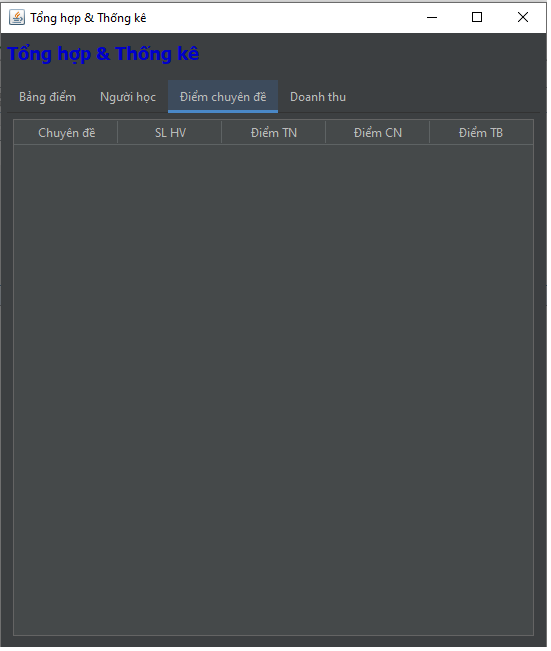 Tổng hợp & Thống kê
Tổng hợp & Thống kê
Bảng điểm Người học Điểm chuyên đề Doanh thu
Chuyên đề SL HV Điểm TN Điểm CN Điểm TB